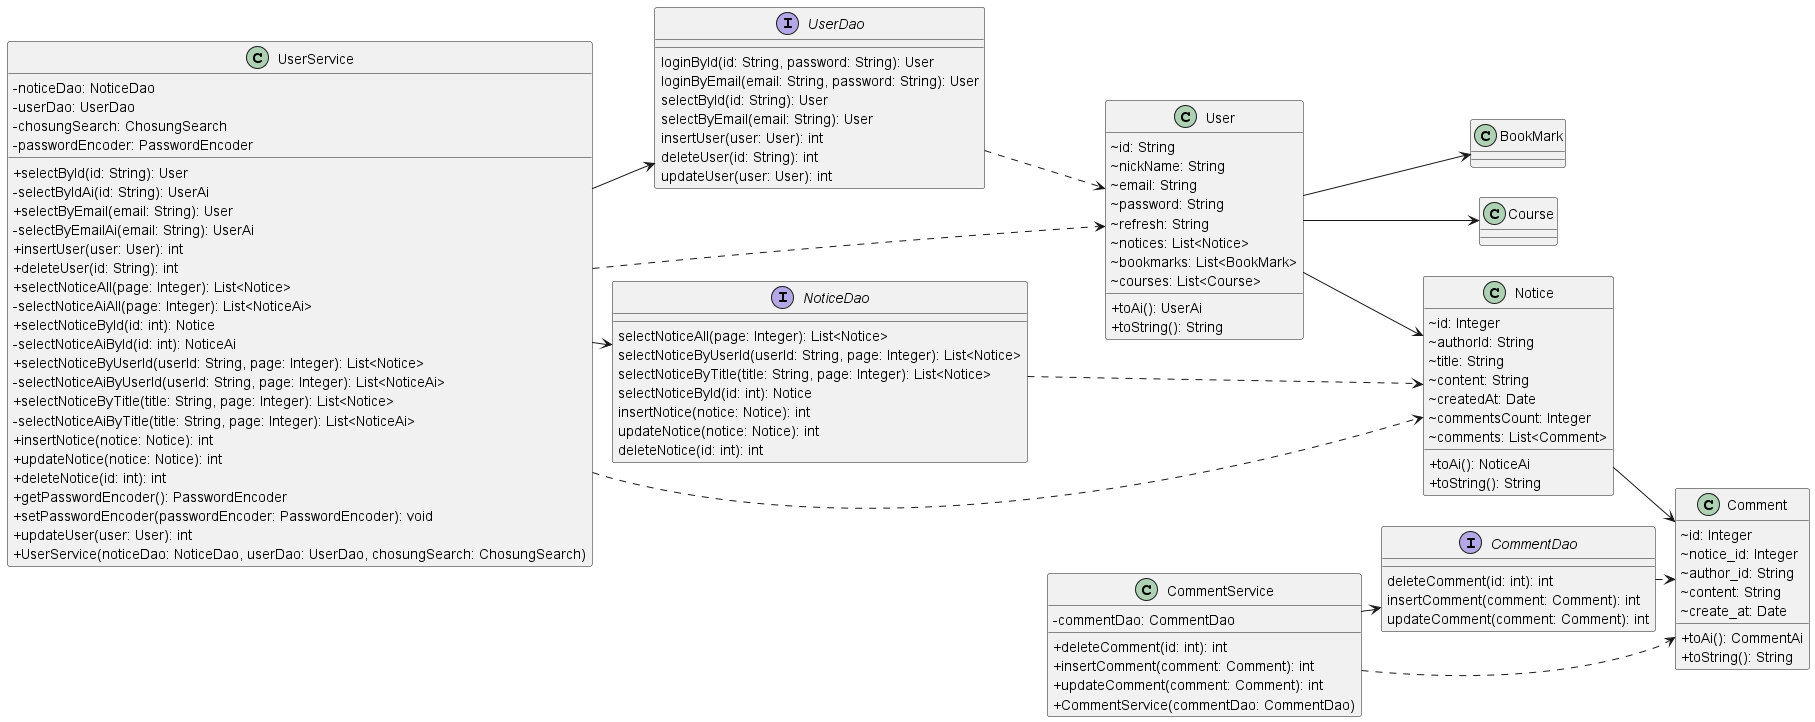 C UserService
-noticeDao: NoticeDao
-userDao: UserDao
-chosungSearch: ChosungSearch
-passwordEncoder: PasswordEncoder
+selectById(id: String): User
-selectByIdAi(id: String): UserAi
+selectByEmail(email: String): User
-selectByEmailAi(email: String): UserAi
+insertUser(user: User): int
+deleteUser(id: String): int
+selectNoticeAll(page: Integer): List<Notice>
-selectNoticeAiAll(page: Integer): List<NoticeAi>
+selectNoticeById(id: int): Notice
-selectNoticeAiById(id: int): NoticeAi
+selectNoticeByUserId(userId: String, page: Integer): List<Notice>
-selectNoticeAiByUserId(userId: String, page: Integer): List<NoticeAi>
+selectNoticeByTitle(title: String, page: Integer): List<Notice>
-selectNoticeAiByTitle(title: String, page: Integer): List<NoticeAi>
+insertNotice(notice: Notice): int
+updateNotice(notice: Notice): int
+deleteNotice(id: int): int
+getPasswordEncoder(): PasswordEncoder
+setPasswordEncoder(passwordEncoder: PasswordEncoder): void
+updateUser(user: User): int
+UserService(noticeDao: NoticeDao, userDao: UserDao, chosungSearch: ChosungSearch)
I UserDao
loginById(id: String, password: String): User
loginByEmail(email: String, password: String): User
selectById(id: String): User
selectByEmail(email: String): User
insertUser(user: User): int
deleteUser(id: String): int
updateUser(user: User): int
I NoticeDao
selectNoticeAll(page: Integer): List<Notice>
selectNoticeByUserId(userId: String, page: Integer): List<Notice>
selectNoticeByTitle(title: String, page: Integer): List<Notice>
selectNoticeById(id: int): Notice
insertNotice(notice: Notice): int
updateNotice(notice: Notice): int
deleteNotice(id: int): int
C User
~id: String
~nickName: String
~email: String
~password: String
~refresh: String
~notices: List<Notice>
~bookmarks: List<BookMark>
~courses: List<Course>
+toAi(): UserAi
+toString(): String
C BookMark
C Course
C Notice
~id: Integer
~authorId: String
~title: String
~content: String
~createdAt: Date
~commentsCount: Integer
~comments: List<Comment>
+toAi(): NoticeAi
+toString(): String
C CommentService
-commentDao: CommentDao
+deleteComment(id: int): int
+insertComment(comment: Comment): int
+updateComment(comment: Comment): int
+CommentService(commentDao: CommentDao)
I CommentDao
deleteComment(id: int): int
insertComment(comment: Comment): int
updateComment(comment: Comment): int
C Comment
~id: Integer
~notice_id: Integer
~author_id: String
~content: String
~create_at: Date
+toAi(): CommentAi
+toString(): String